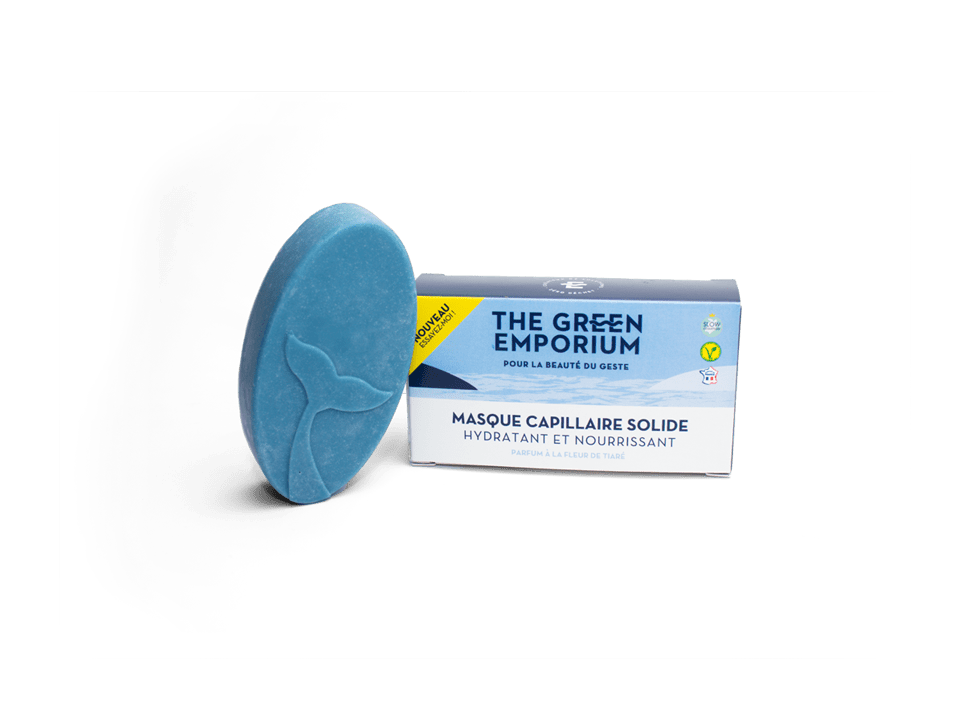 NOUVEAU
ESSAYEZ-MOI !
THE GREEN
EMPORIUM
POUR LA BEAUTÉ DU GESTE
SLOW
MASQUE CAPILLAIRE SOLIDE
HYDRATANT ET NOURRISSANT
PARFUM À LA FLEUR DE TIARÉ